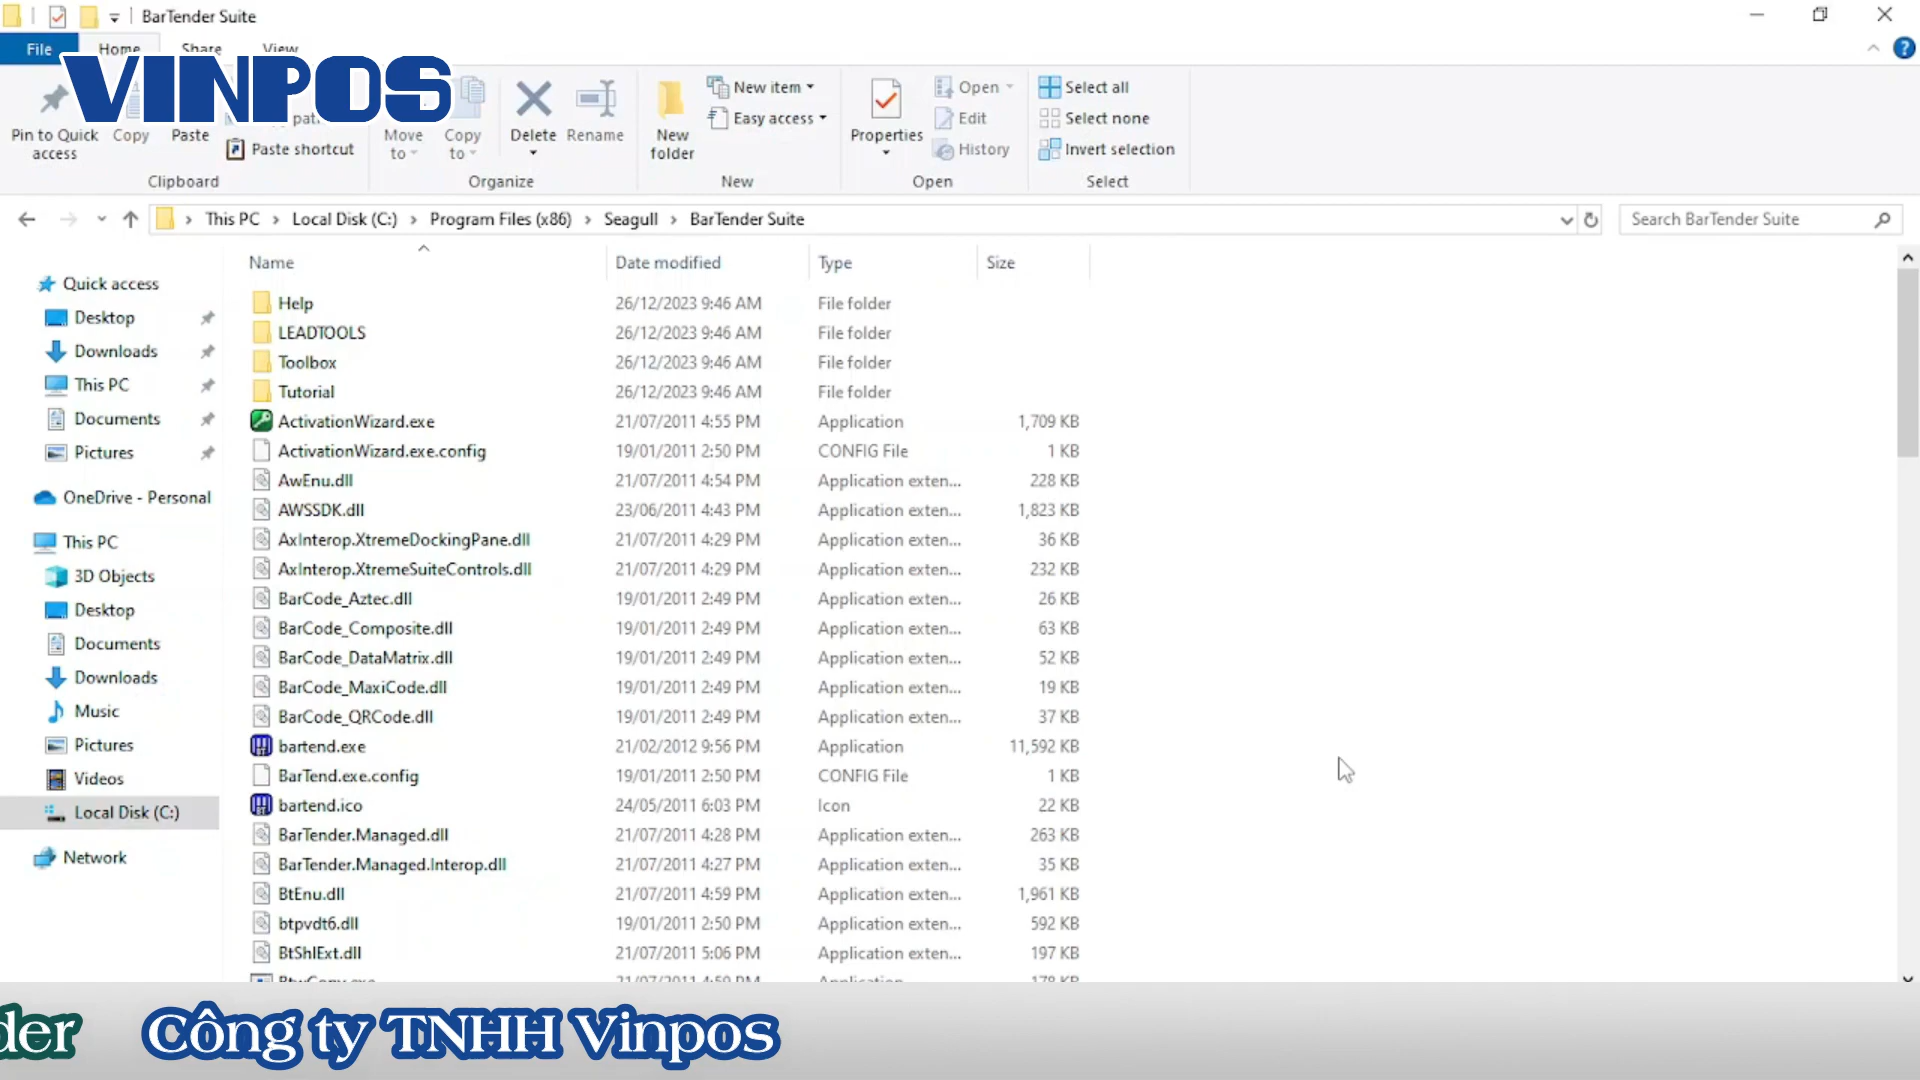 BarTender Suite
File Home Share View
VINPOS
Pin to Quick access
Copy
Paste
Paste shortcut
Clipboard
Move to
Copy to
Delete
Rename
Organize
New folder
New item
Easy access
New
Properties
Open
Edit
History
Open
Select all
Select none
Invert selection
Select
This PC › Local Disk (C:) › Program Files (x86) › Seagull › BarTender Suite
Search BarTender Suite
Quick access
Desktop
Downloads
This PC
Documents
Pictures
OneDrive - Personal
This PC
3D Objects
Desktop
Documents
Downloads
Music
Pictures
Videos
Local Disk (C:)
Network
Name Date modified Type Size
Help 26/12/2023 9:46 AM File folder
LEADTOOLS 26/12/2023 9:46 AM File folder
Toolbox 26/12/2023 9:46 AM File folder
Tutorial 26/12/2023 9:46 AM File folder
ActivationWizard.exe 21/07/2011 4:55 PM Application 1,709 KB
ActivationWizard.exe.config 19/01/2011 2:50 PM CONFIG File 1 KB
AwEnu.dll 21/07/2011 4:54 PM Application exten... 228 KB
AWSSDK.dll 23/06/2011 4:43 PM Application exten... 1,823 KB
AxInterop.XtremeDockingPane.dll 21/07/2011 4:29 PM Application exten... 36 KB
AxInterop.XtremeSuiteControls.dll 21/07/2011 4:29 PM Application exten... 232 KB
BarCode_Aztec.dll 19/01/2011 2:49 PM Application exten... 26 KB
BarCode_Composite.dll 19/01/2011 2:49 PM Application exten... 63 KB
BarCode_DataMatrix.dll 19/01/2011 2:49 PM Application exten... 52 KB
BarCode_MaxiCode.dll 19/01/2011 2:49 PM Application exten... 19 KB
BarCode_QRCode.dll 19/01/2011 2:49 PM Application exten... 37 KB
bartend.exe 21/02/2012 9:56 PM Application 11,592 KB
BarTend.exe.config 19/01/2011 2:50 PM CONFIG File 1 KB
bartend.ico 24/05/2011 6:03 PM Icon 22 KB
BarTender.Managed.dll 21/07/2011 4:28 PM Application exten... 263 KB
BarTender.Managed.Interop.dll 21/07/2011 4:27 PM Application exten... 35 KB
BtEnu.dll 21/07/2011 4:59 PM Application exten... 1,961 KB
btpvdt6.dll 19/01/2011 2:50 PM Application exten... 592 KB
BtShlExt.dll 21/07/2011 5:06 PM Application exten... 197 KB
der Công ty TNHH Vinpos